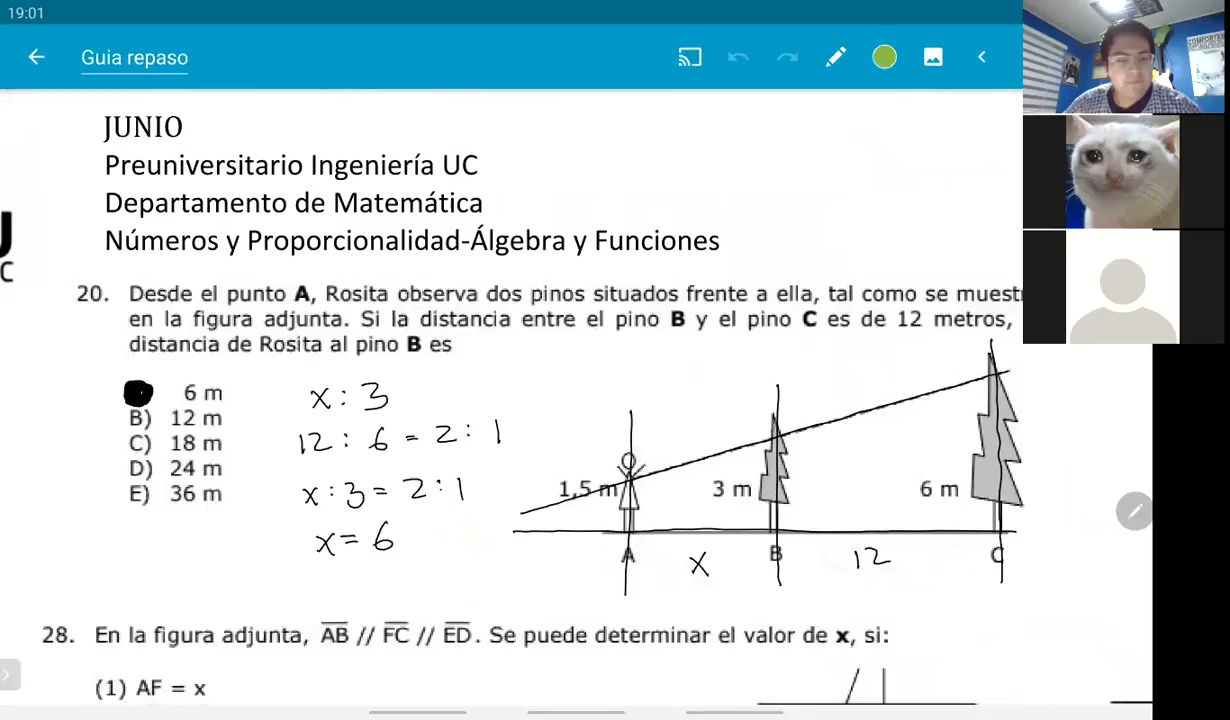 19:01
Guia repaso
JUNIO
Preuniversitario Ingeniería UC
Departamento de Matemática
Números y Proporcionalidad-Álgebra y Funciones
U
C
20. Desde el punto A, Rosita observa dos pinos situados frente a ella, tal como se muestr
en la figura adjunta. Si la distancia entre el pino B y el pino C es de 12 metros,
distancia de Rosita al pino B es
6 m
B) 12 m
C) 18 m
D) 24 m
E) 36 m
x : 3
12 : 6 = 2 : 1
x : 3 = 2 : 1
x = 6
1,5 m
3 m
6 m
A
B
C
x
12
28. En la figura adjunta, AB // FC // ED. Se puede determinar el valor de x, si:
(1) AF = x